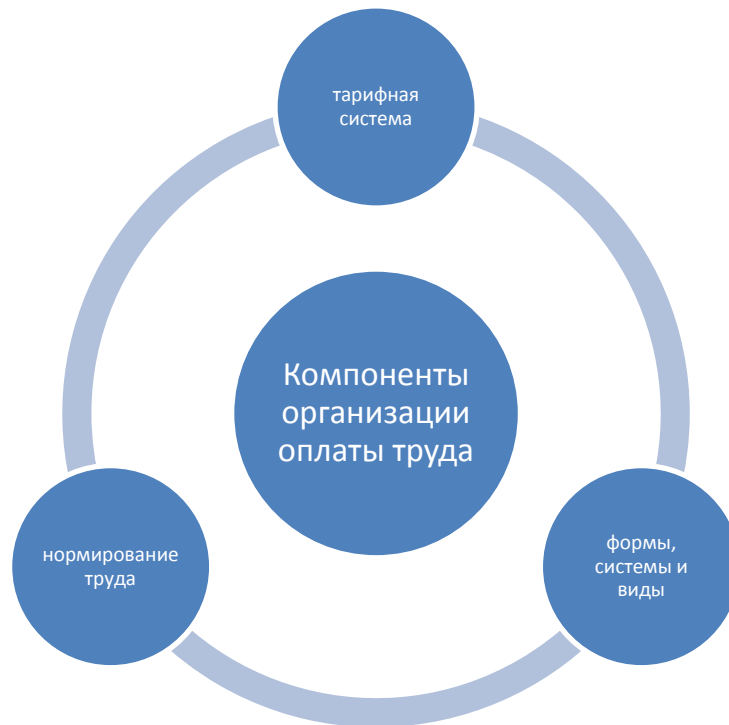 тарифная
система
Компоненты
организации
оплаты труда
нормирование
труда
формы,
системы и
виды